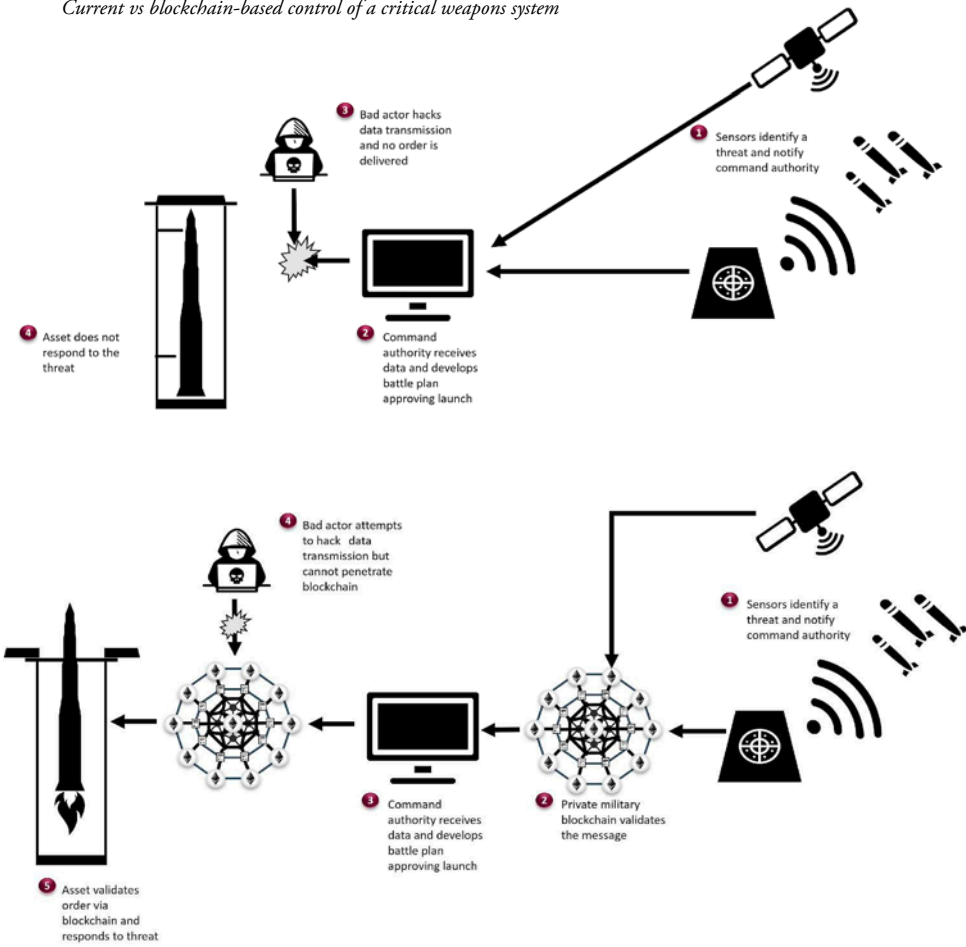 Current vs blockchain-based control of a critical weapons system
3
Bad actor hacks
data transmission
and no order is
delivered
1
Sensors identify a
threat and notify
command authority
4
Asset does not
respond to the
threat
2
Command
authority receives
data and develops
battle plan
approving launch
4
Bad actor attempts
to hack data
transmission but
cannot penetrate
blockchain
1
Sensors identify a
threat and notify
command authority
3
Command
authority receives
data and develops
battle plan
approving launch
2
Private military
blockchain validates
the message
5
Asset validates
order via
blockchain and
responds to threat